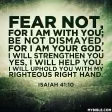 FEAR NOT,
FOR I AM WITH YOU;
BE NOT DISMAYED,
FOR I AM YOUR GOD.
I WILL STRENGTHEN YOU,
YES, I WILL HELP YOU,
I WILL UPHOLD YOU WITH MY
RIGHTEOUS RIGHT HAND.
ISAIAH 41:10